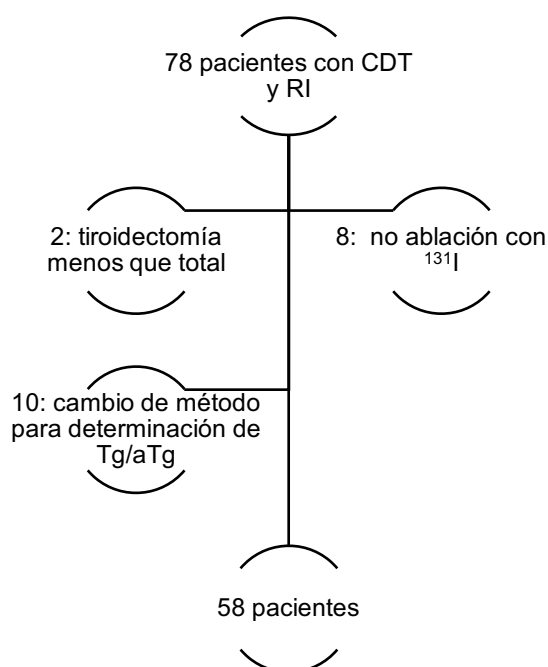 78 pacientes con CDT
y RI
2: tiroidectomía
menos que total
8:  no ablación con
¹³¹I
10: cambio de método
para determinación de
Tg/aTg
58 pacientes